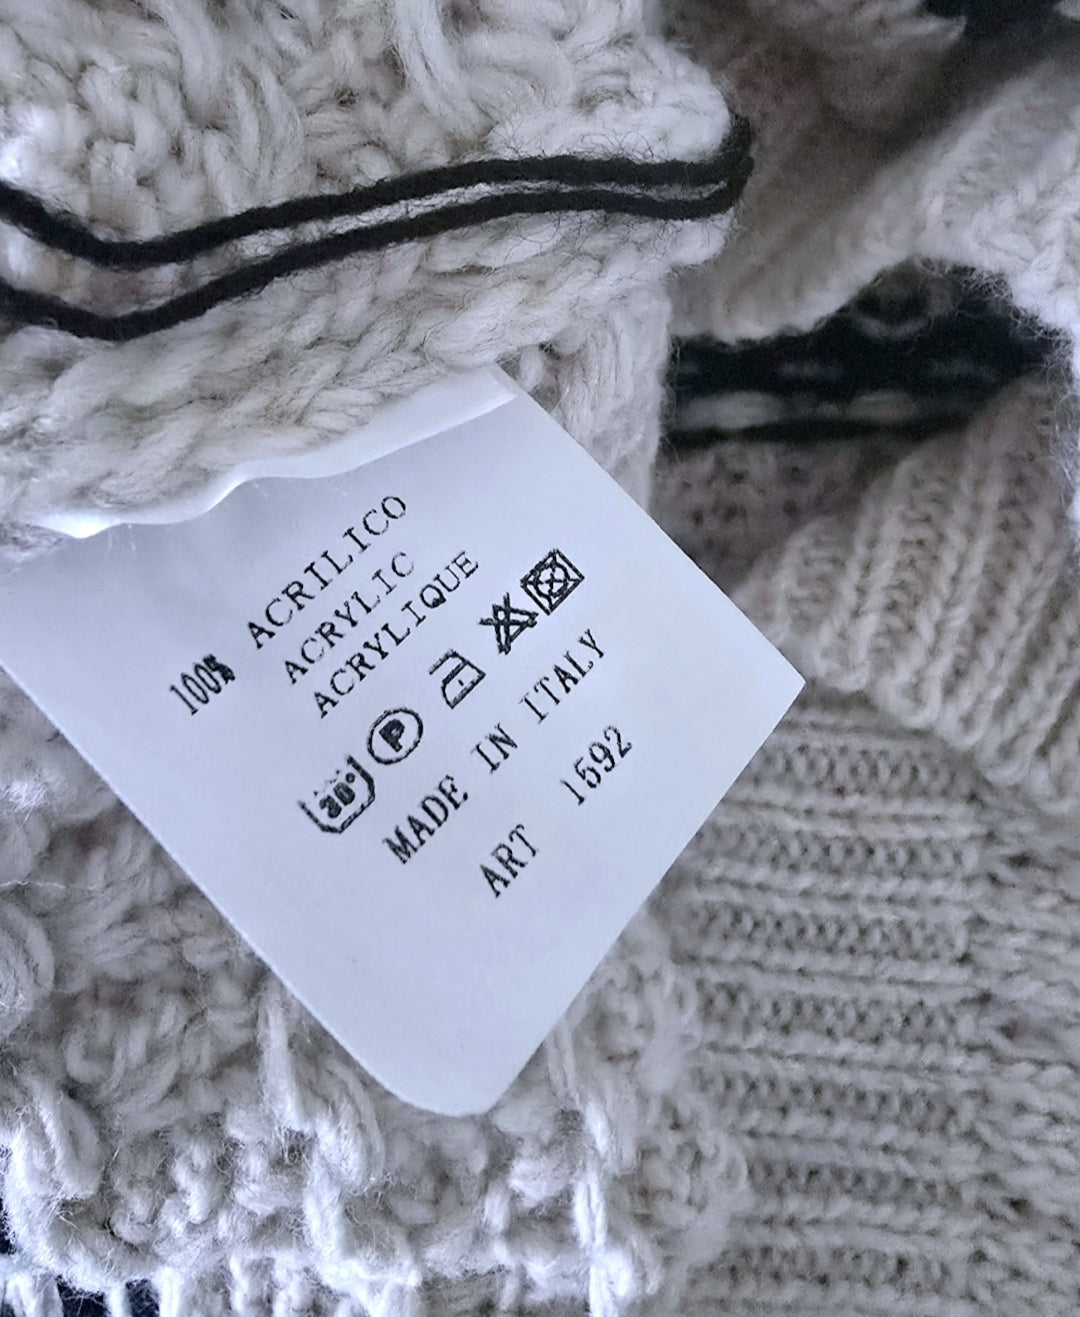 100% ACRILICO
ACRYLIC
ACRYLIQUE
30° P
MADE IN ITALY
ART 1592